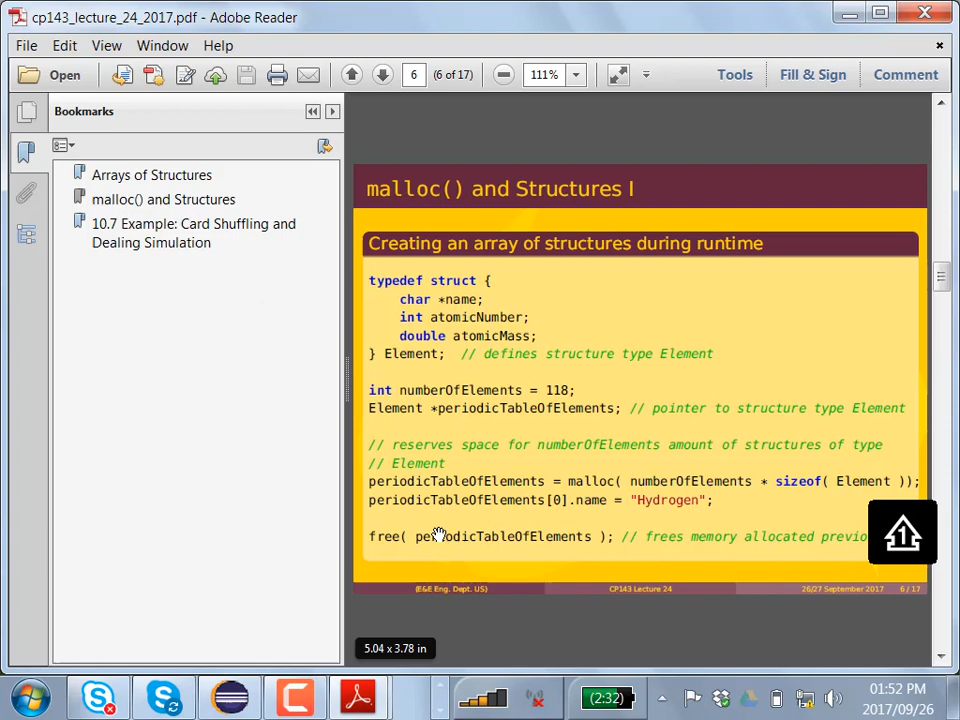 cp143_lecture_24_2017.pdf - Adobe Reader
File Edit View Window Help
Open 6 (6 of 17) 111% Tools Fill & Sign Comment
Bookmarks
Arrays of Structures
malloc() and Structures
10.7 Example: Card Shuffling and
Dealing Simulation
malloc() and Structures I
Creating an array of structures during runtime
typedef struct {
char *name;
int atomicNumber;
double atomicMass;
} Element; // defines structure type Element
int numberOfElements = 118;
Element *periodicTableOfElements; // pointer to structure type Element
// reserves space for numberOfElements amount of structures of type
// Element
periodicTableOfElements = malloc( numberOfElements * sizeof( Element ));
periodicTableOfElements[0].name = "Hydrogen";
free( periodicTableOfElements ); // frees memory allocated previo
(E&E Eng. Dept. US) CP143 Lecture 24 26/27 September 2017 6 / 17
5.04 x 3.78 in
(2:32)
01:52 PM
2017/09/26